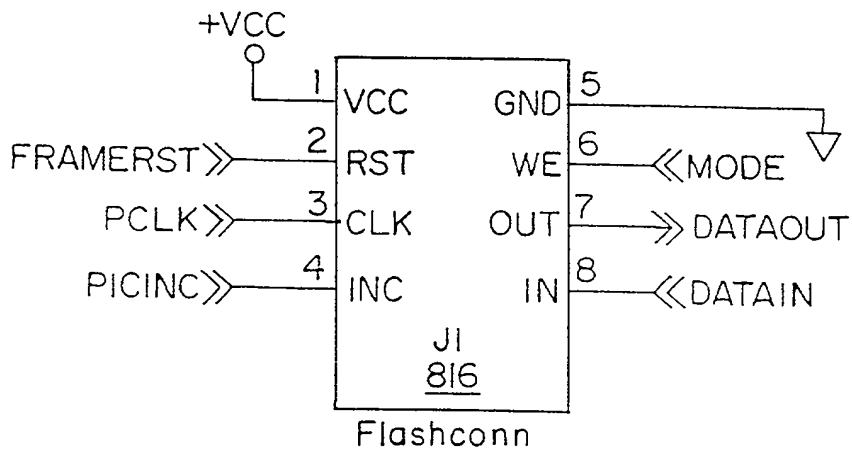 +VCC
1 VCC GND 5
FRAMERST 2 RST WE 6 MODE
PCLK 3 CLK OUT 7 DATAOUT
PICINC 4 INC IN 8 DATAIN
J1
816
Flashconn